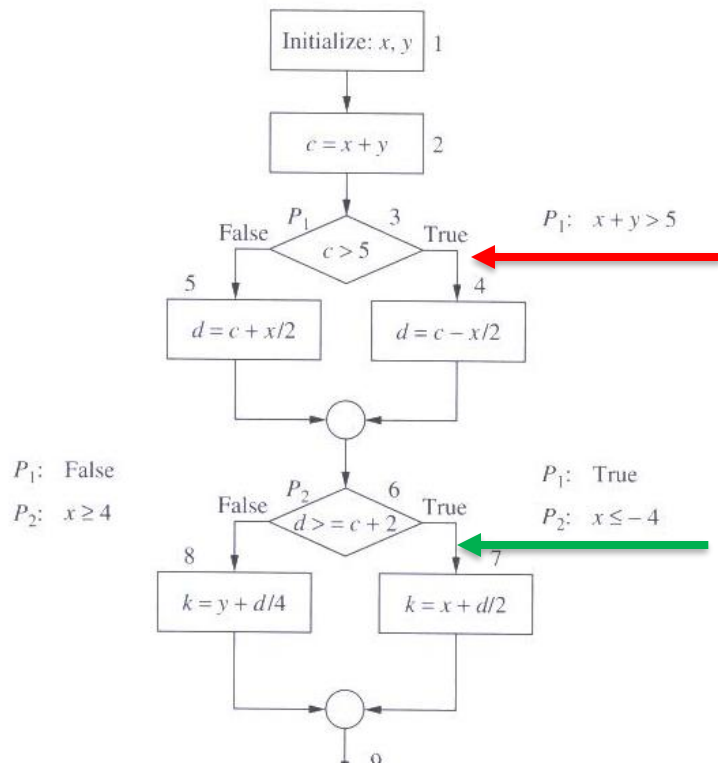 Initialize: x, y 1
c = x + y 2
P₁ 3
False c > 5 True
P₁: x + y > 5
5 4
d = c + x/2 d = c − x/2
P₁: False
P₂: x ≥ 4
P₂ 6
False d >= c + 2 True
P₁: True
P₂: x ≤ − 4
8 7
k = y + d/4 k = x + d/2
9